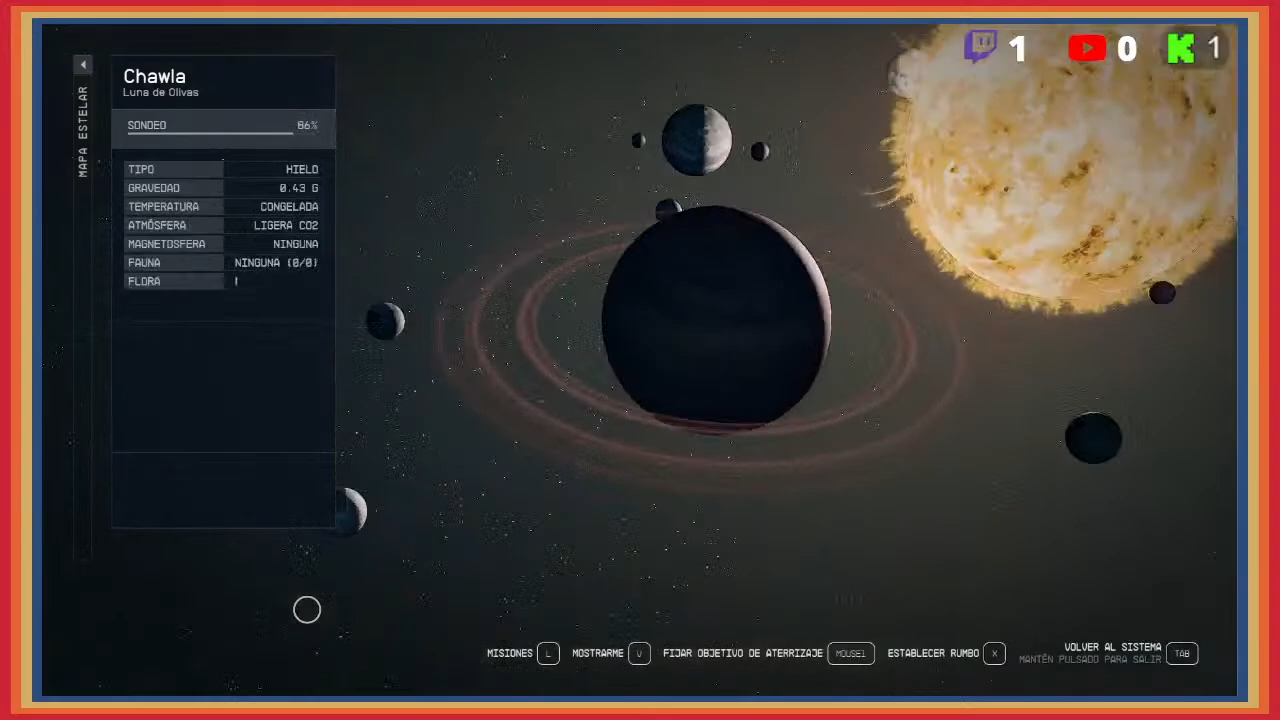 1 0 K 1
MAPA ESTELAR
Chawla
Luna de Olivas
SONDEO 86%
TIPO HIELO
GRAVEDAD 0.43 G
TEMPERATURA CONGELADA
ATMÓSFERA LIGERA CO2
MAGNETOSFERA NINGUNA
FAUNA NINGUNA (0/0)
FLORA
MISIONES L MOSTRARME V FIJAR OBJETIVO DE ATERRIZAJE MOUSE1 ESTABLECER RUMBO X VOLVER AL SISTEMA TAB
MANTÉN PULSADO PARA SALIR